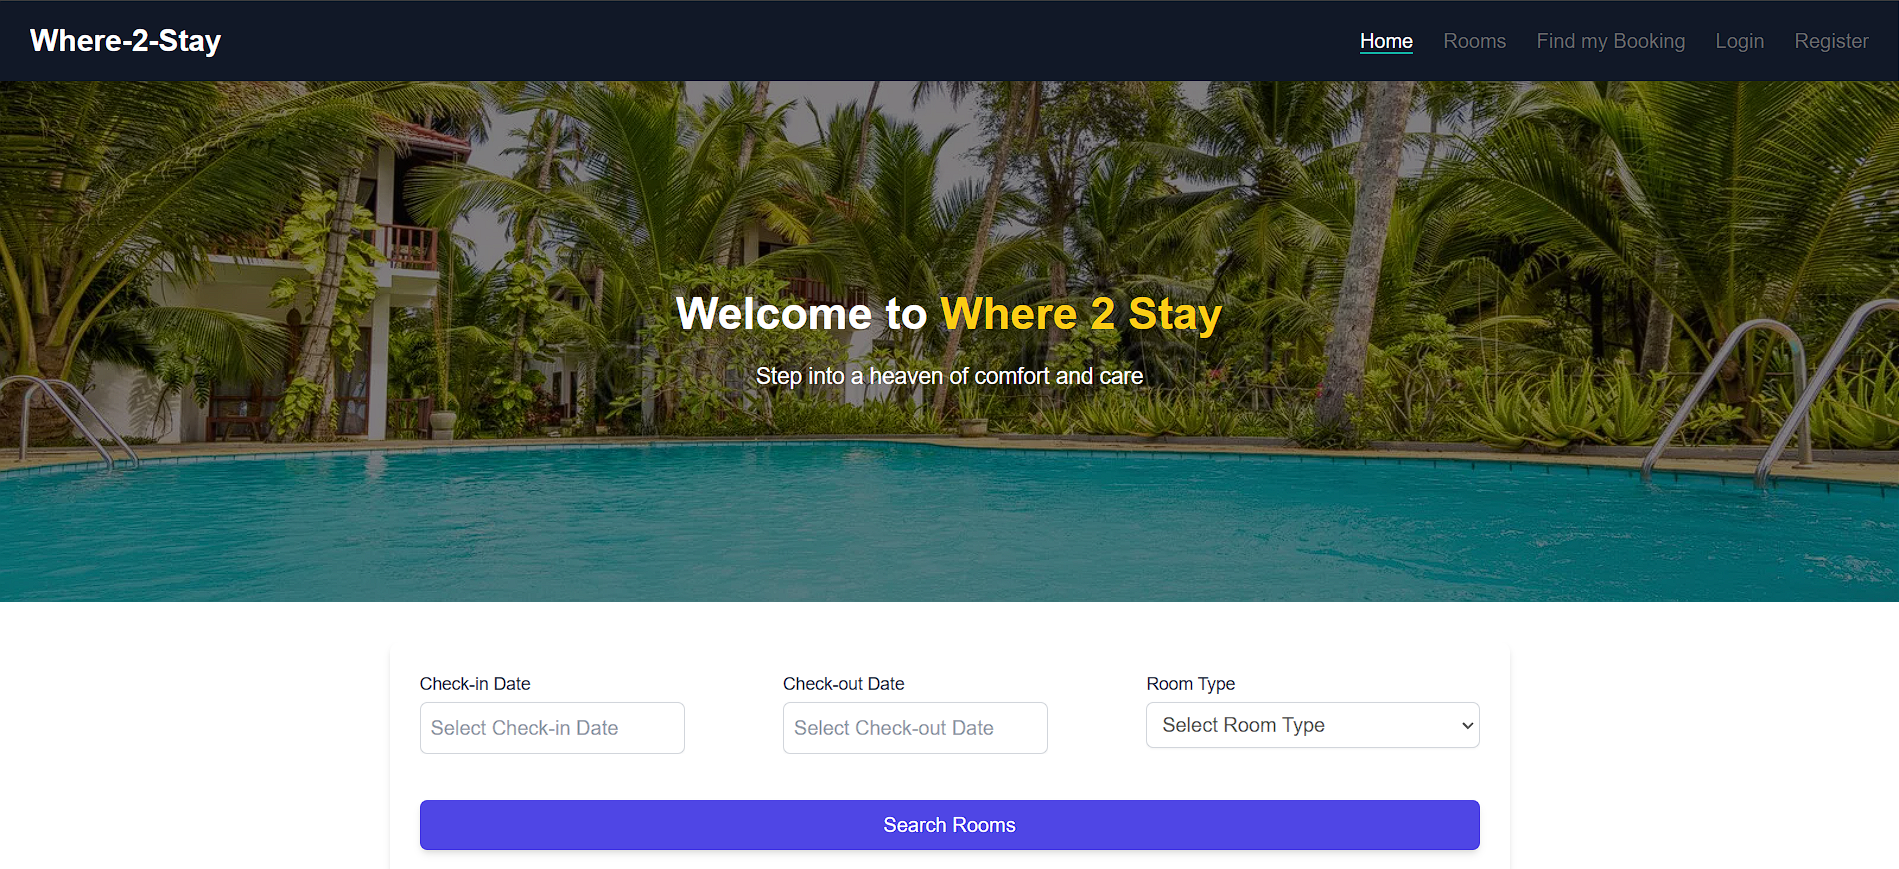 Where-2-Stay
Home Rooms Find my Booking Login Register
Welcome to Where 2 Stay
Step into a heaven of comfort and care
Check-in Date Check-out Date Room Type
Select Check-in Date Select Check-out Date Select Room Type
Search Rooms